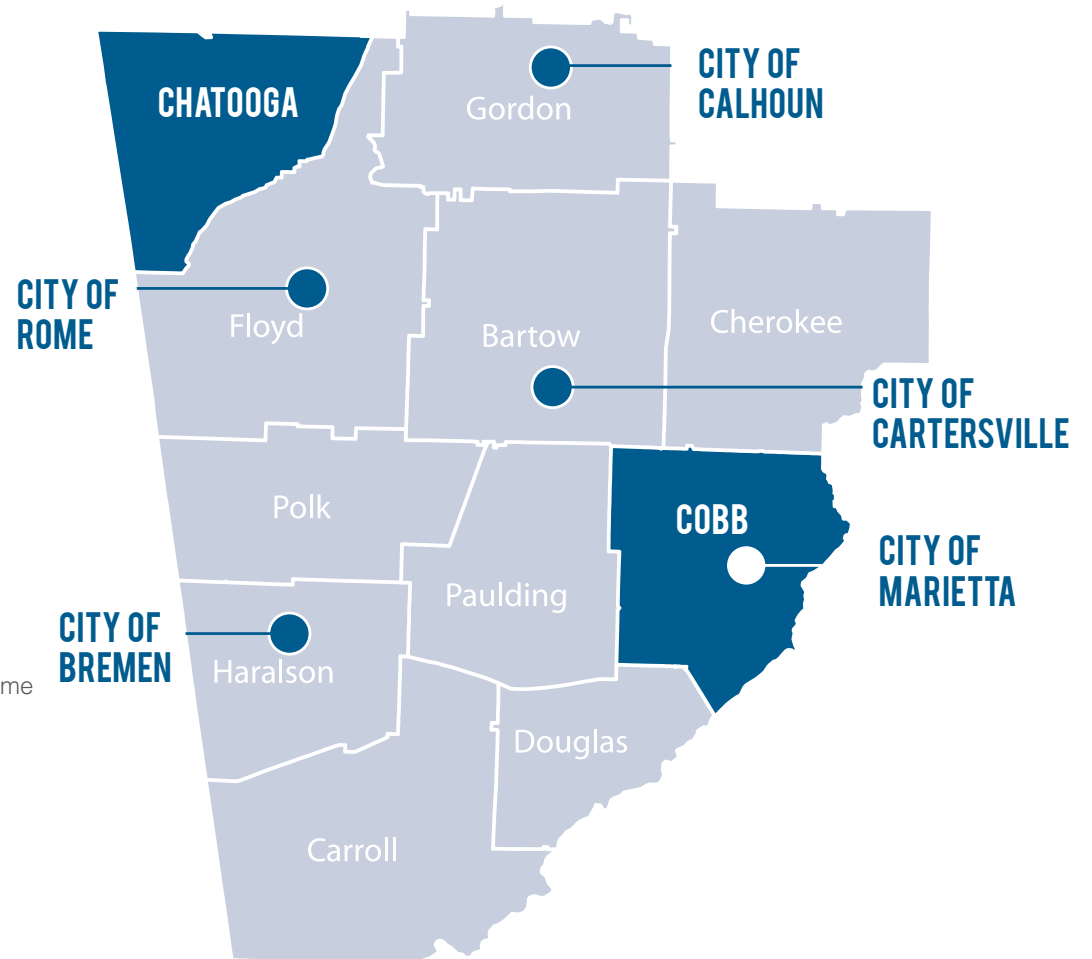 CITY OF
CALHOUN
CHATOOGA
Gordon
CITY OF
ROME
Floyd
Bartow
Cherokee
CITY OF
CARTERSVILLE
Polk
COBB
CITY OF
MARIETTA
Paulding
CITY OF
BREMEN
Haralson
me
Douglas
Carroll